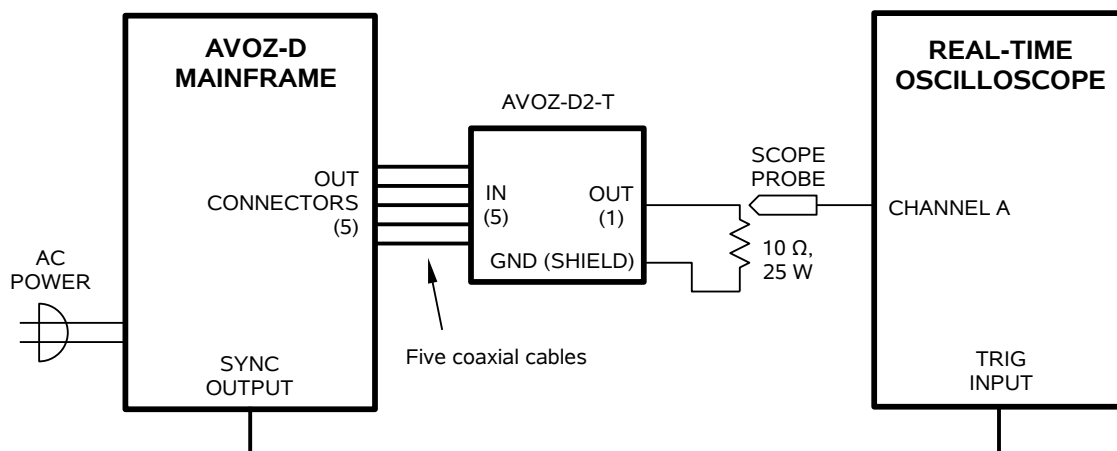 AVOZ-D
MAINFRAME
REAL-TIME
OSCILLOSCOPE
AVOZ-D2-T
SCOPE
PROBE
OUT
CONNECTORS
(5)
IN
(5)
OUT
(1)
GND (SHIELD)
CHANNEL A
10 Ω,
25 W
AC
POWER
Five coaxial cables
SYNC
OUTPUT
TRIG
INPUT